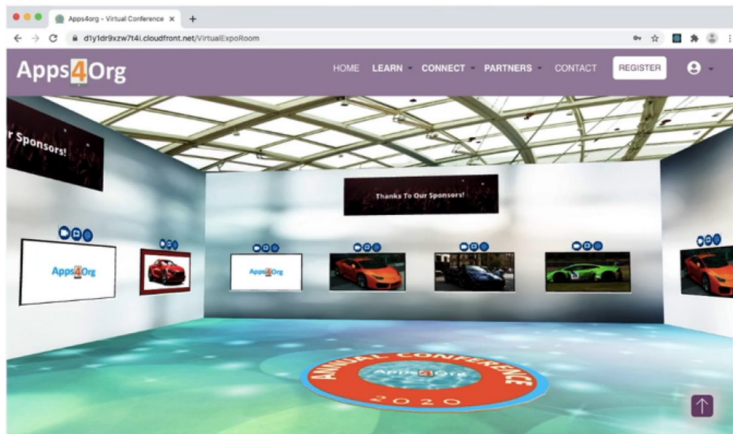 Apps4org - Virtual Conference
d1y1dr9xzw7t4i.cloudfront.net/VirtualExpoRoom
Apps4Org
HOME LEARN CONNECT PARTNERS CONTACT REGISTER
r Sponsors!
Thanks To Our Sponsors!
Apps4Org
Apps4Org
ANNUAL CONFERENCE
Apps4Org
2020